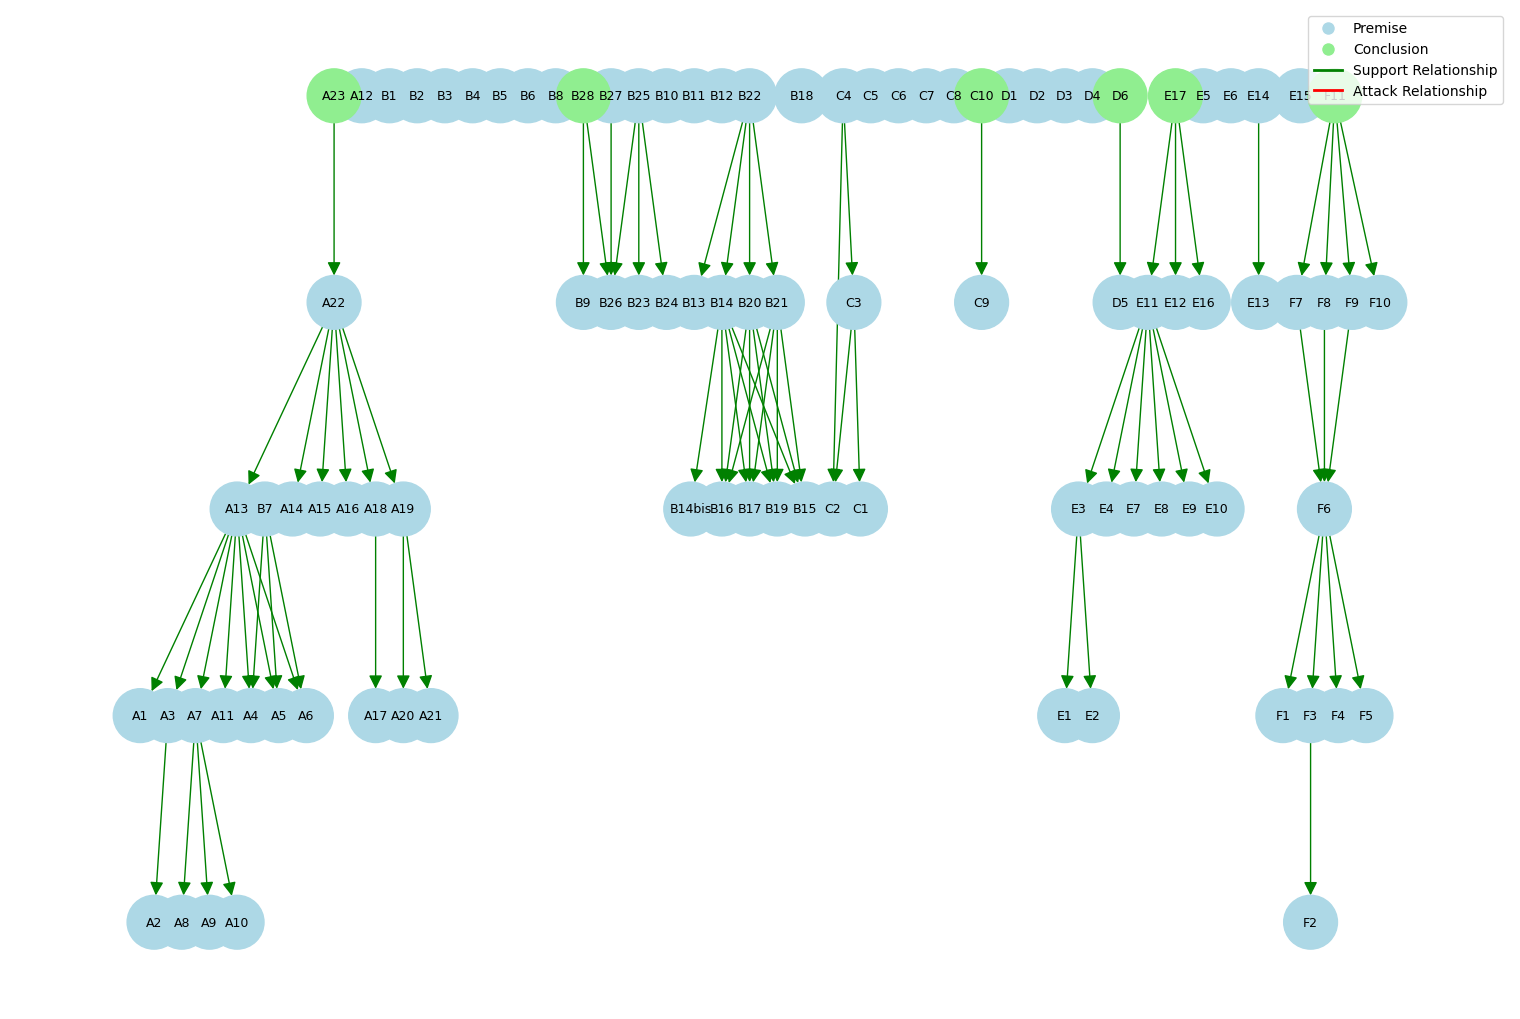 Premise
Conclusion
Support Relationship
Attack Relationship
A23 A12 B1 B2 B3 B4 B5 B6 B8 B28 B27 B25 B10 B11 B12 B22 B18 C4 C5 C6 C7 C8 C10 D1 D2 D3 D4 D6 E17 E5 E6 E14 E15 F11
A22 B9 B26 B23 B24 B13 B14 B20 B21 C3 C9 D5 E11 E12 E16 E13 F7 F8 F9 F10
A13 B7 A14 A15 A16 A18 A19 B14bis B16 B17 B19 B15 C2 C1 E3 E4 E7 E8 E9 E10 F6
A1 A3 A7 A11 A4 A5 A6 A17 A20 A21 E1 E2 F1 F3 F4 F5
A2 A8 A9 A10 F2